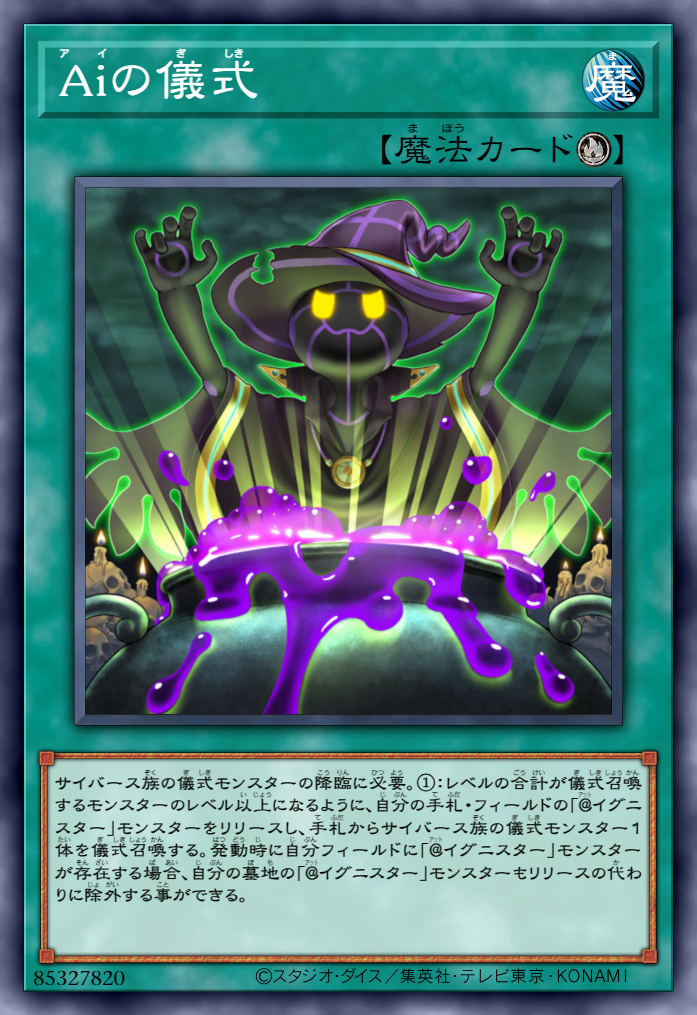 Aiの儀式
魔
【魔法カード】
サイバース族の儀式モンスターの降臨に必要。①:レベルの合計が儀式召喚
するモンスターのレベル以上になるように、自分の手札・フィールドの「@イグニ
スター」モンスターをリリースし、手札からサイバース族の儀式モンスター1
体を儀式召喚する。発動時に自分フィールドに「@イグニスター」モンスター
が存在する場合、自分の墓地の「@イグニスター」モンスターもリリースの代わ
りに除外する事ができる。
85327820 ©スタジオ・ダイス/集英社・テレビ東京・KONAMI